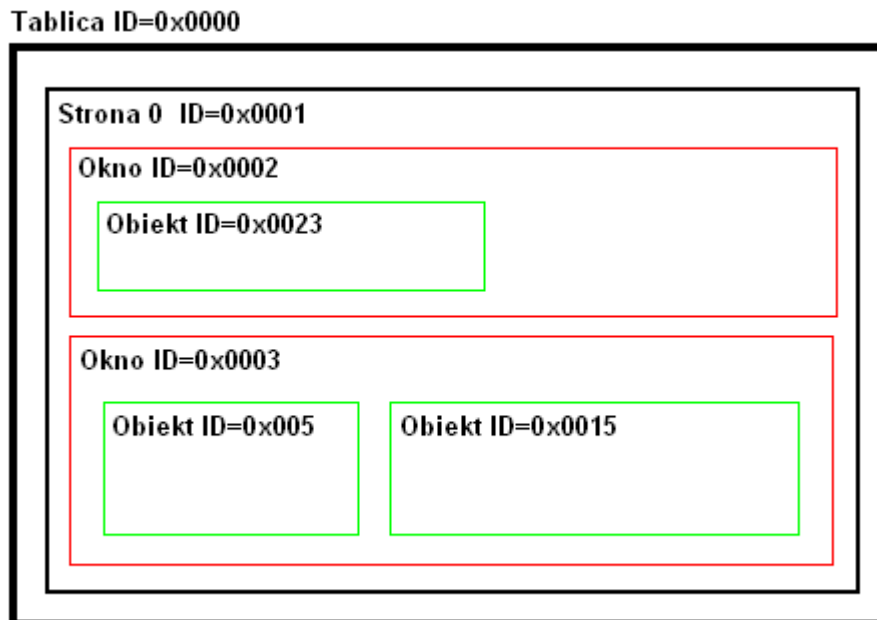 Tablica ID=0x0000
Strona 0 ID=0x0001
Okno ID=0x0002
Obiekt ID=0x0023
Okno ID=0x0003
Obiekt ID=0x005
Obiekt ID=0x0015